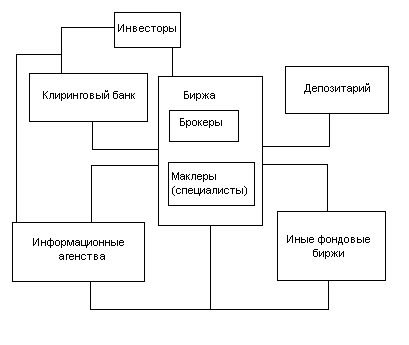 Инвесторы
Клиринговый банк
Биржа
Депозитарий
Брокеры
Маклеры
(специалисты)
Информационные
агенства
Иные фондовые
биржи